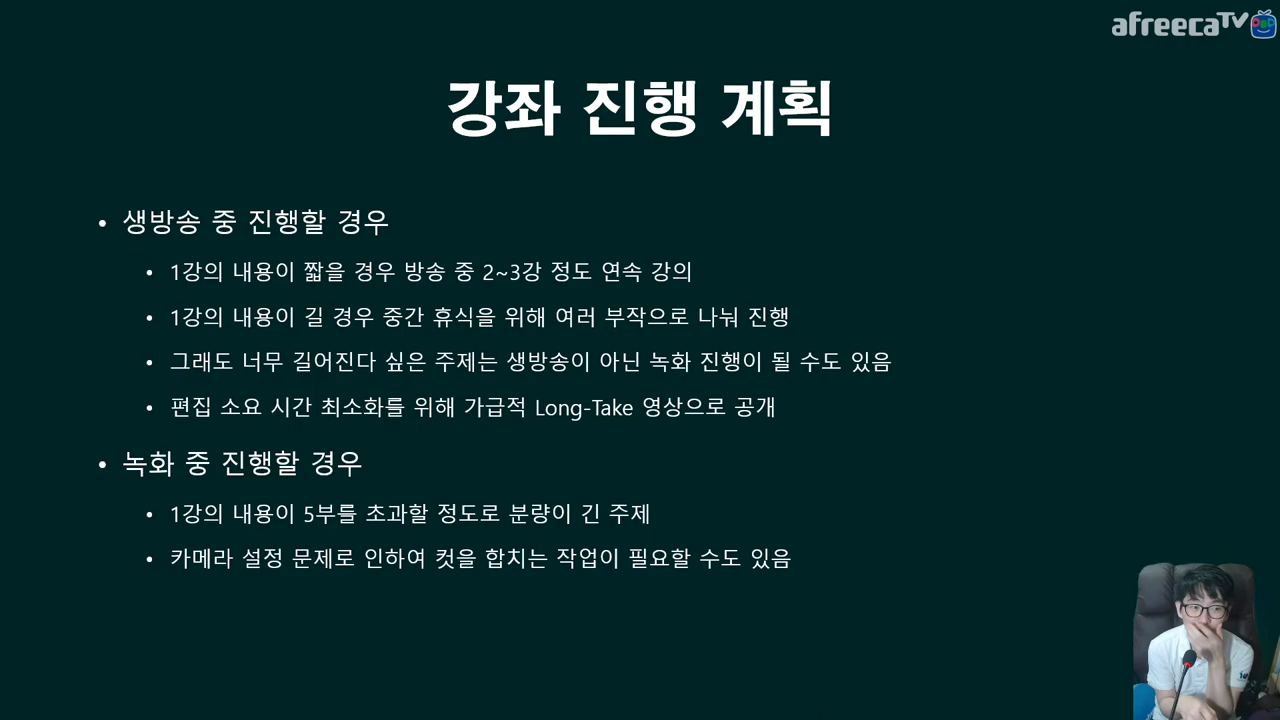 afreecaTV
강좌 진행 계획
• 생방송 중 진행할 경우
• 1강의 내용이 짧을 경우 방송 중 2~3강 정도 연속 강의
• 1강의 내용이 길 경우 중간 휴식을 위해 여러 부작으로 나눠 진행
• 그래도 너무 길어진다 싶은 주제는 생방송이 아닌 녹화 진행이 될 수도 있음
• 편집 소요 시간 최소화를 위해 가급적 Long-Take 영상으로 공개
• 녹화 중 진행할 경우
• 1강의 내용이 5부를 초과할 정도로 분량이 긴 주제
• 카메라 설정 문제로 인하여 컷을 합치는 작업이 필요할 수도 있음